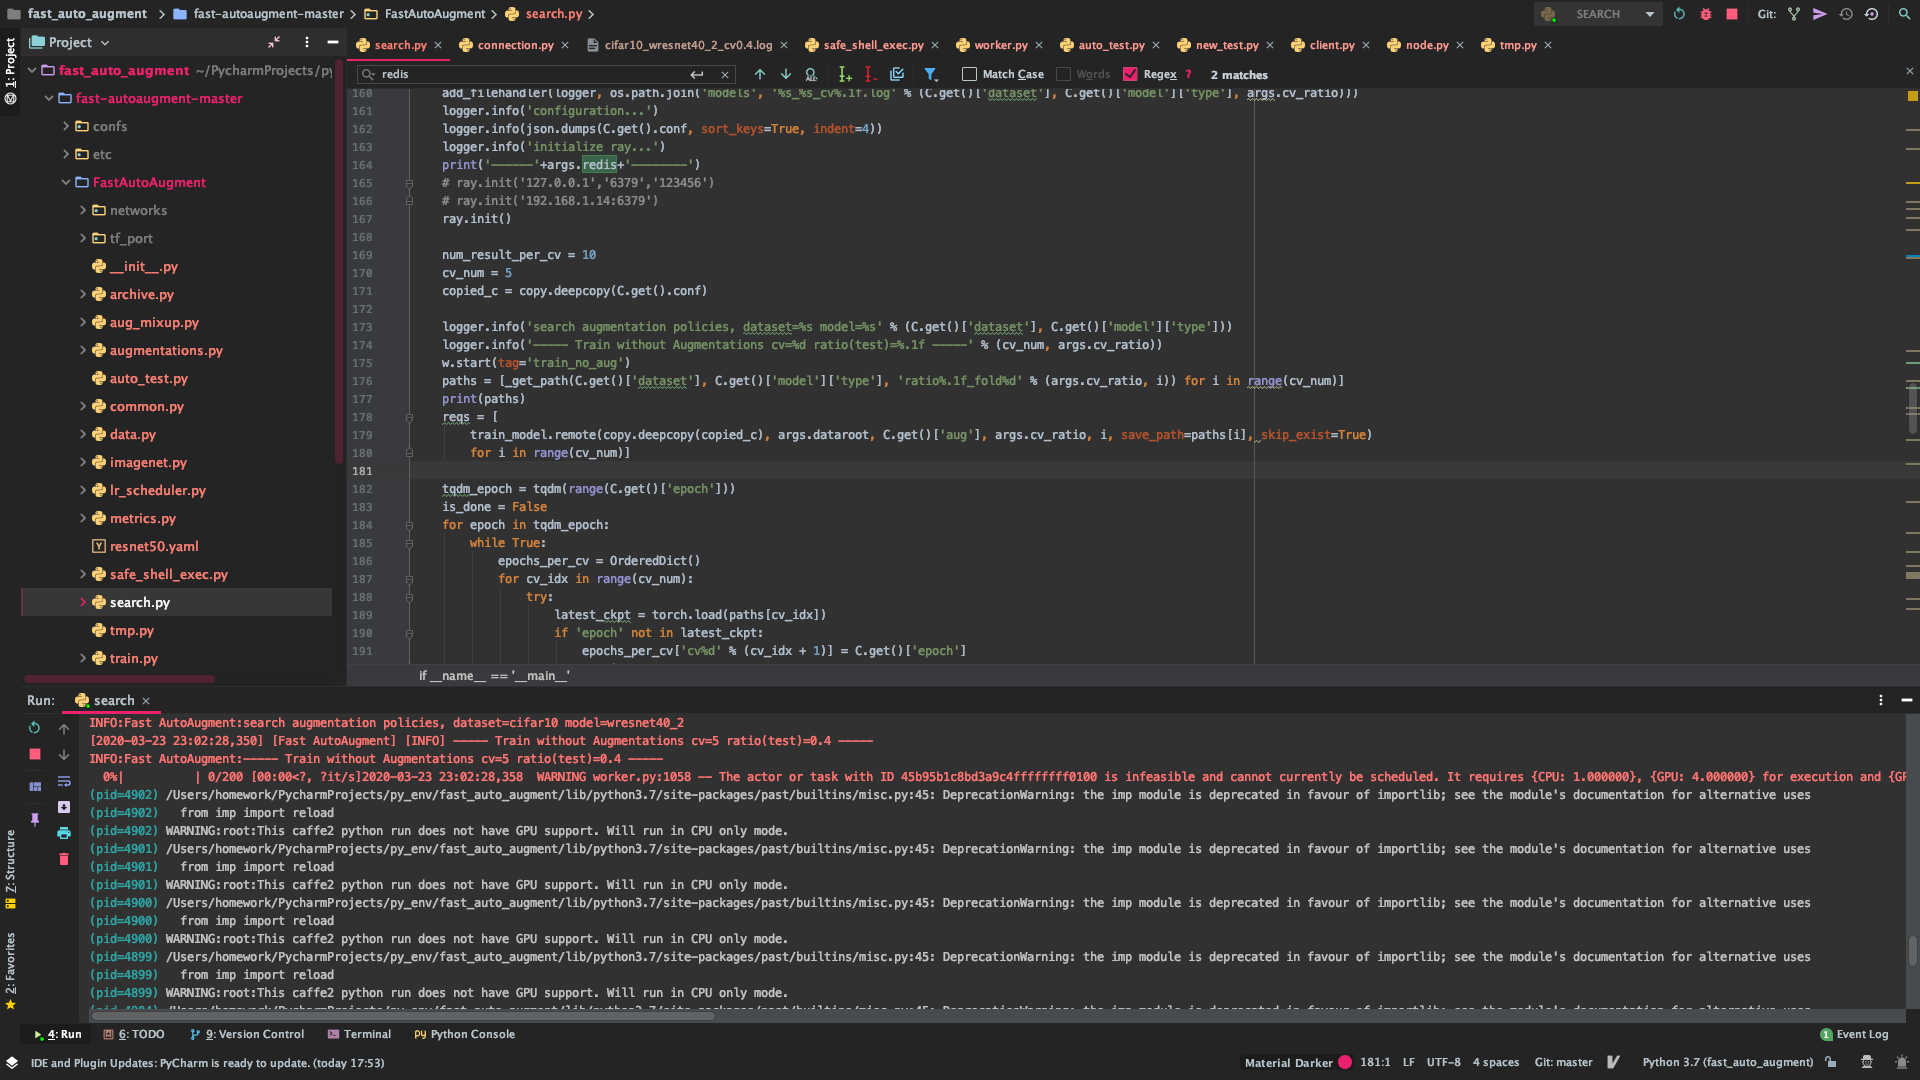 fast_auto_augment > fast-autoaugment-master > FastAutoAugment > search.py >
SEARCH
Git:
1: Project
Project
search.py × connection.py × cifar10_wresnet40_2_cv0.4.log × safe_shell_exec.py × worker.py × auto_test.py × new_test.py × client.py × node.py × tmp.py ×
redis
Match Case
Words
Regex ?
2 matches
fast_auto_augment ~/PycharmProjects/py
fast-autoaugment-master
confs
etc
FastAutoAugment
networks
tf_port
__init__.py
archive.py
aug_mixup.py
augmentations.py
auto_test.py
common.py
data.py
imagenet.py
lr_scheduler.py
metrics.py
resnet50.yaml
safe_shell_exec.py
search.py
tmp.py
train.py
160 add_filehandler(logger, os.path.join('models', '%s_%s_cv%.1f.log' % (C.get()['dataset'], C.get()['model']['type'], args.cv_ratio)))
161 logger.info('configuration...')
162 logger.info(json.dumps(C.get().conf, sort_keys=True, indent=4))
163 logger.info('initialize ray...')
164 print('------'+args.redis+'--------')
165 # ray.init('127.0.0.1','6379','123456')
166 # ray.init('192.168.1.14:6379')
167 ray.init()
168
169 num_result_per_cv = 10
170 cv_num = 5
171 copied_c = copy.deepcopy(C.get().conf)
172
173 logger.info('search augmentation policies, dataset=%s model=%s' % (C.get()['dataset'], C.get()['model']['type']))
174 logger.info('----- Train without Augmentations cv=%d ratio(test)=%.1f -----' % (cv_num, args.cv_ratio))
175 w.start(tag='train_no_aug')
176 paths = [_get_path(C.get()['dataset'], C.get()['model']['type'], 'ratio%.1f_fold%d' % (args.cv_ratio, i)) for i in range(cv_num)]
177 print(paths)
178 reqs = [
179 train_model.remote(copy.deepcopy(copied_c), args.dataroot, C.get()['aug'], args.cv_ratio, i, save_path=paths[i], skip_exist=True)
180 for i in range(cv_num)]
181
182 tqdm_epoch = tqdm(range(C.get()['epoch']))
183 is_done = False
184 for epoch in tqdm_epoch:
185 while True:
186 epochs_per_cv = OrderedDict()
187 for cv_idx in range(cv_num):
188 try:
189 latest_ckpt = torch.load(paths[cv_idx])
190 if 'epoch' not in latest_ckpt:
191 epochs_per_cv['cv%d' % (cv_idx + 1)] = C.get()['epoch']
if __name__ == '__main__'
Run: search ×
INFO:Fast AutoAugment:search augmentation policies, dataset=cifar10 model=wresnet40_2
[2020-03-23 23:02:28,350] [Fast AutoAugment] [INFO] ----- Train without Augmentations cv=5 ratio(test)=0.4 -----
INFO:Fast AutoAugment:----- Train without Augmentations cv=5 ratio(test)=0.4 -----
0%| | 0/200 [00:00<?, ?it/s]2020-03-23 23:02:28,358 WARNING worker.py:1058 -- The actor or task with ID 45b95b1c8bd3a9c4ffffffff0100 is infeasible and cannot currently be scheduled. It requires {CPU: 1.000000}, {GPU: 4.000000} for execution and {GP
(pid=4902) /Users/homework/PycharmProjects/py_env/fast_auto_augment/lib/python3.7/site-packages/past/builtins/misc.py:45: DeprecationWarning: the imp module is deprecated in favour of importlib; see the module's documentation for alternative uses
(pid=4902) from imp import reload
(pid=4902) WARNING:root:This caffe2 python run does not have GPU support. Will run in CPU only mode.
(pid=4901) /Users/homework/PycharmProjects/py_env/fast_auto_augment/lib/python3.7/site-packages/past/builtins/misc.py:45: DeprecationWarning: the imp module is deprecated in favour of importlib; see the module's documentation for alternative uses
(pid=4901) from imp import reload
(pid=4901) WARNING:root:This caffe2 python run does not have GPU support. Will run in CPU only mode.
(pid=4900) /Users/homework/PycharmProjects/py_env/fast_auto_augment/lib/python3.7/site-packages/past/builtins/misc.py:45: DeprecationWarning: the imp module is deprecated in favour of importlib; see the module's documentation for alternative uses
(pid=4900) from imp import reload
(pid=4900) WARNING:root:This caffe2 python run does not have GPU support. Will run in CPU only mode.
(pid=4899) /Users/homework/PycharmProjects/py_env/fast_auto_augment/lib/python3.7/site-packages/past/builtins/misc.py:45: DeprecationWarning: the imp module is deprecated in favour of importlib; see the module's documentation for alternative uses
(pid=4899) from imp import reload
(pid=4899) WARNING:root:This caffe2 python run does not have GPU support. Will run in CPU only mode.
Z: Structure
2: Favorites
4: Run 6: TODO 9: Version Control Terminal Python Console
1 Event Log
IDE and Plugin Updates: PyCharm is ready to update. (today 17:53)
Material Darker 181:1 LF UTF-8 4 spaces Git: master Python 3.7 (fast_auto_augment)